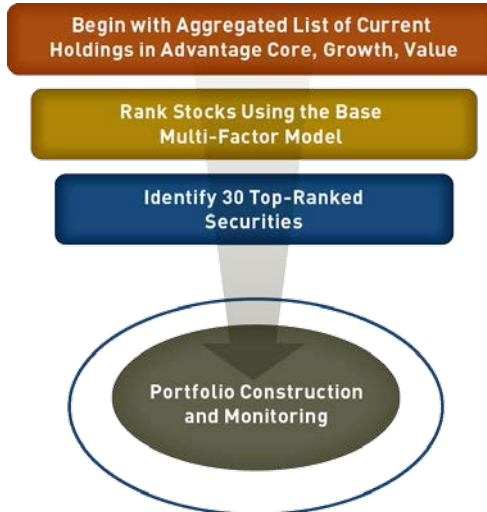 Begin with Aggregated List of Current
Holdings in Advantage Core, Growth, Value
Rank Stocks Using the Base
Multi-Factor Model
Identify 30 Top-Ranked
Securities
Portfolio Construction
and Monitoring